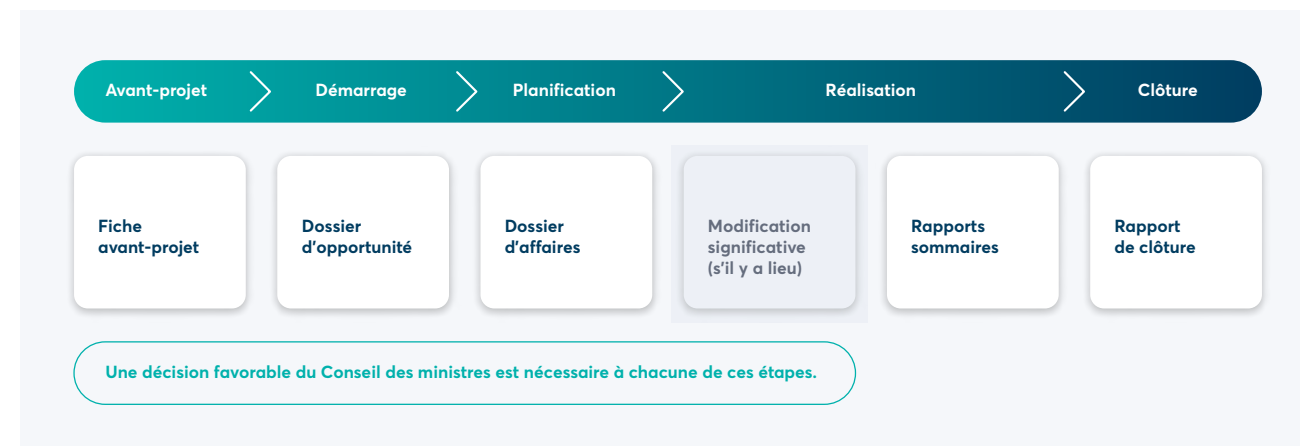 Avant-projet
Démarrage
Planification
Réalisation
Clôture
Fiche
avant-projet
Dossier
d'opportunité
Dossier
d'affaires
Modification
significative
(s'il y a lieu)
Rapports
sommaires
Rapport
de clôture
Une décision favorable du Conseil des ministres est nécessaire à chacune de ces étapes.